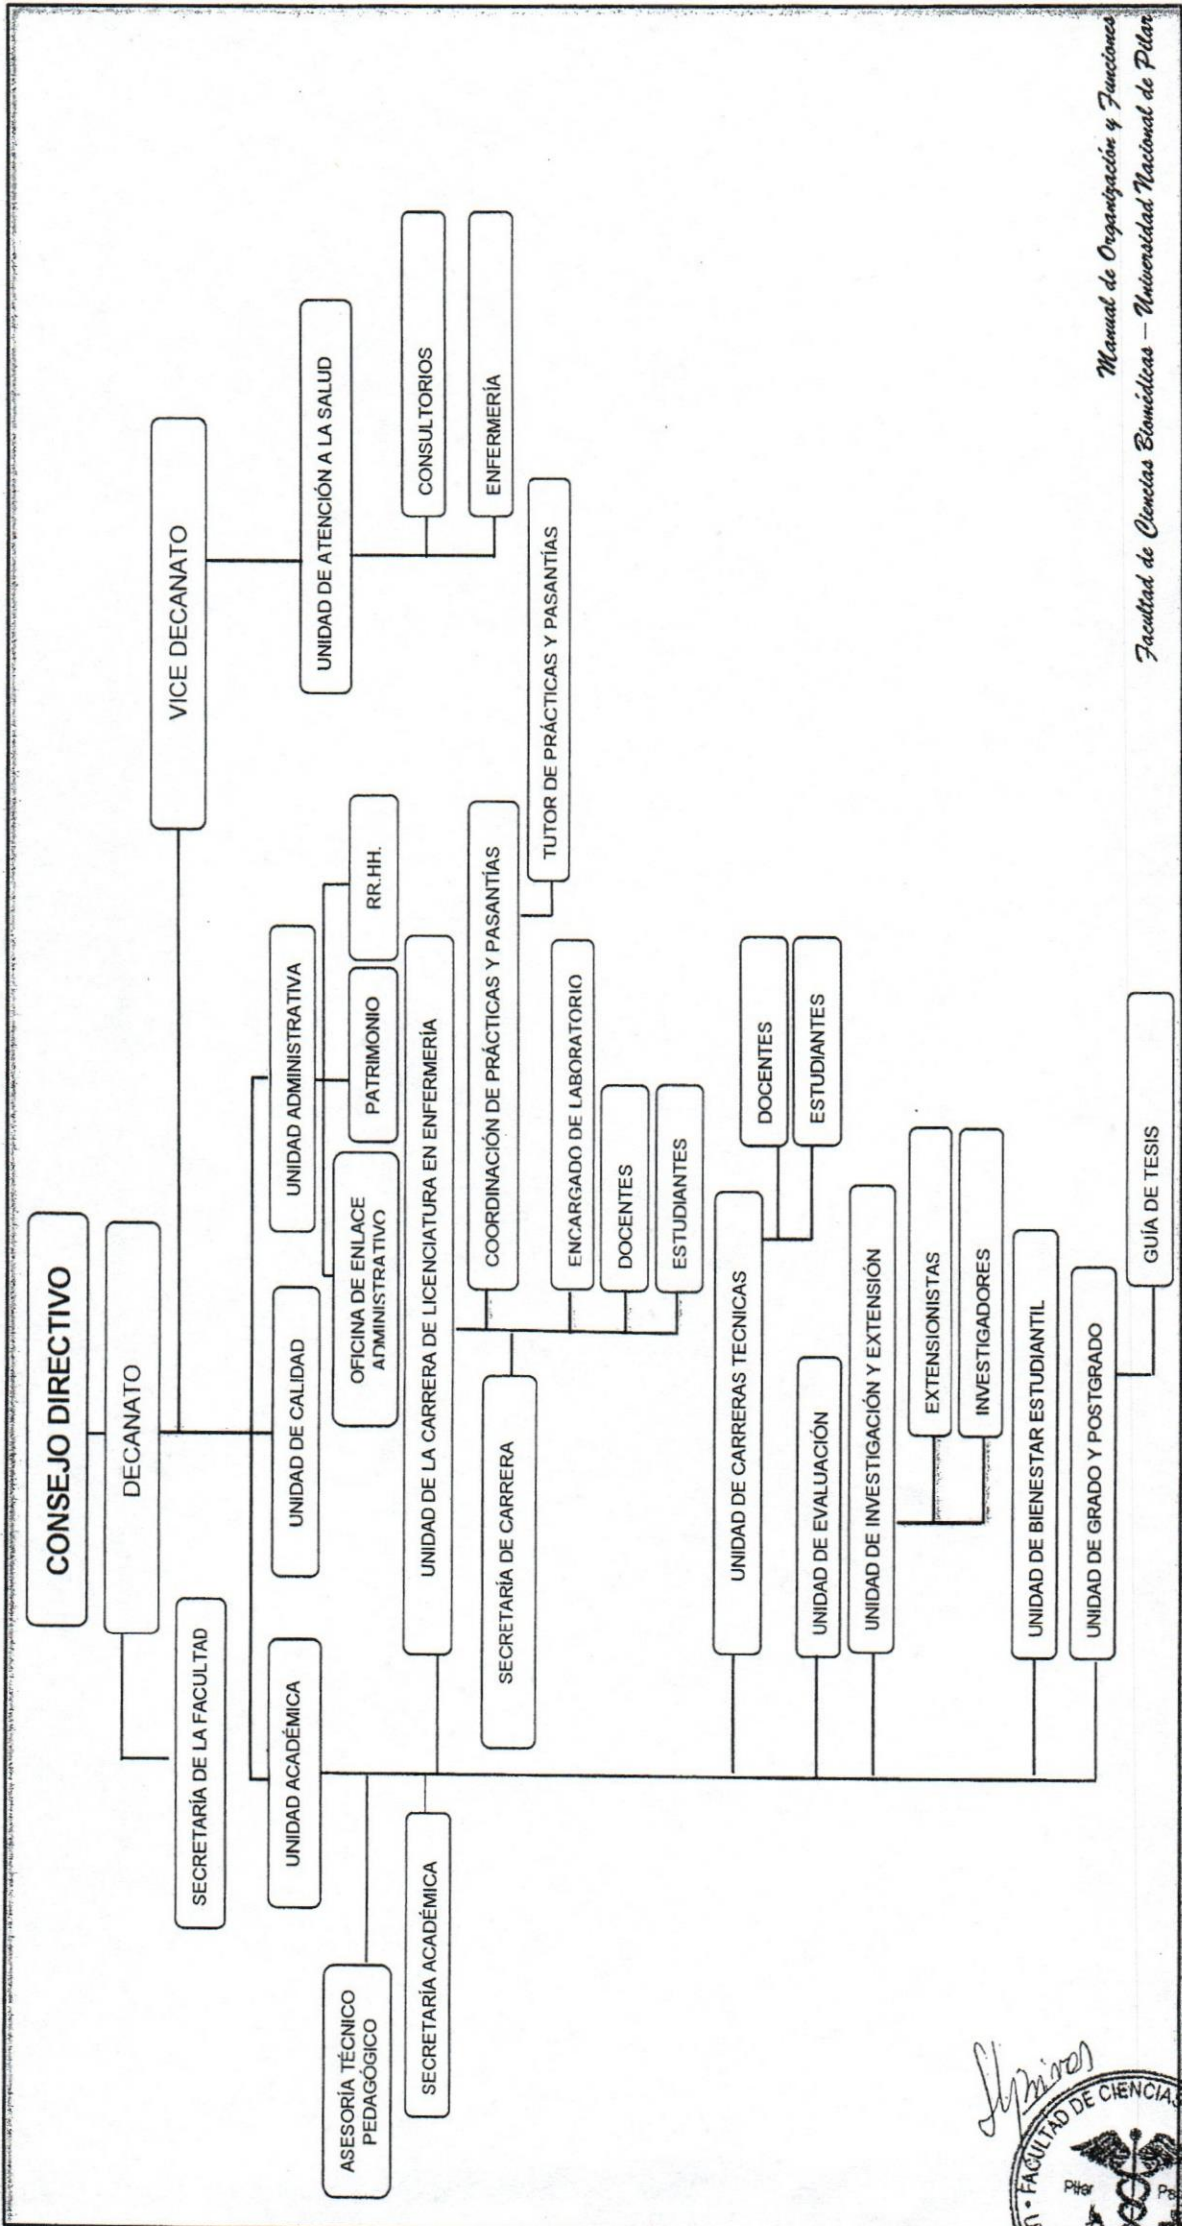 CONSEJO DIRECTIVO
DECANATO
VICE DECANATO
SECRETARÍA DE LA FACULTAD
UNIDAD ACADÉMICA
UNIDAD DE CALIDAD
UNIDAD ADMINISTRATIVA
UNIDAD DE ATENCIÓN A LA SALUD
ASESORÍA TÉCNICO
PEDAGÓGICO
OFICINA DE ENLACE
ADMINISTRATIVO
PATRIMONIO
RR.HH.
SECRETARÍA ACADÉMICA
UNIDAD DE LA CARRERA DE LICENCIATURA EN ENFERMERÍA
CONSULTORIOS
ENFERMERÍA
SECRETARÍA DE CARRERA
COORDINACIÓN DE PRÁCTICAS Y PASANTÍAS
TUTOR DE PRÁCTICAS Y PASANTÍAS
ENCARGADO DE LABORATORIO
DOCENTES
ESTUDIANTES
UNIDAD DE CARRERAS TECNICAS
DOCENTES
ESTUDIANTES
UNIDAD DE EVALUACIÓN
UNIDAD DE INVESTIGACIÓN Y EXTENSIÓN
EXTENSIONISTAS
INVESTIGADORES
UNIDAD DE BIENESTAR ESTUDIANTIL
UNIDAD DE GRADO Y POSTGRADO
GUÍA DE TESIS
Manual de Organización y Funciones
Facultad de Ciencias Biomédicas – Universidad Nacional de Pilar
FACULTAD DE CIENCIAS
Pilar